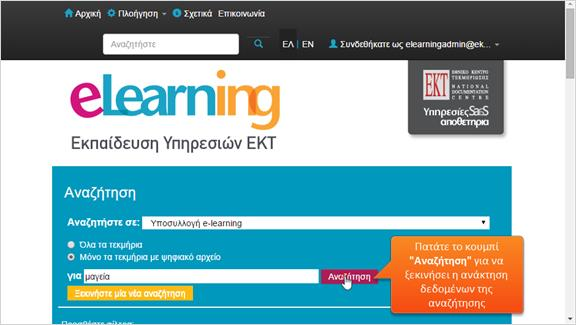 Αρχική Πλοήγηση Σχετικά Επικοινωνία
Αναζητήστε ΕΛ | EN Συνδεθήκατε ως elearningadmin@ek...
eLearning
Εκπαίδευση Υπηρεσιών ΕΚΤ
ΕΚΤ ΕΘΝΙΚΟ ΚΕΝΤΡΟ
ΤΕΚΜΗΡΙΩΣΗΣ
NATIONAL
DOCUMENTATION
CENTRE
Υπηρεσίες SaaS
αποθετήρια
Αναζήτηση
Αναζητήστε σε: Υποσυλλογή e-learning
Όλα τα τεκμήρια
Μόνο τα τεκμήρια με ψηφιακό αρχείο
για μαγεία Αναζήτηση
Ξεκινήστε μία νέα αναζήτηση
Πατάτε το κουμπί
"Αναζήτηση" για να
ξεκινήσει η ανάκτηση
δεδομένων της
αναζήτησης
Προσθέστε φίλτρα: